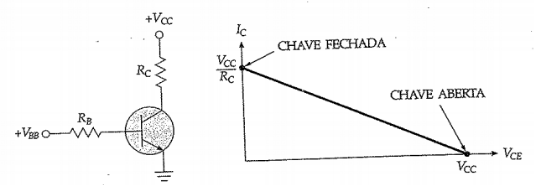 +VCC
RC
RB
+VBB
IC
CHAVE FECHADA
VCC
RC
CHAVE ABERTA
VCC
VCE